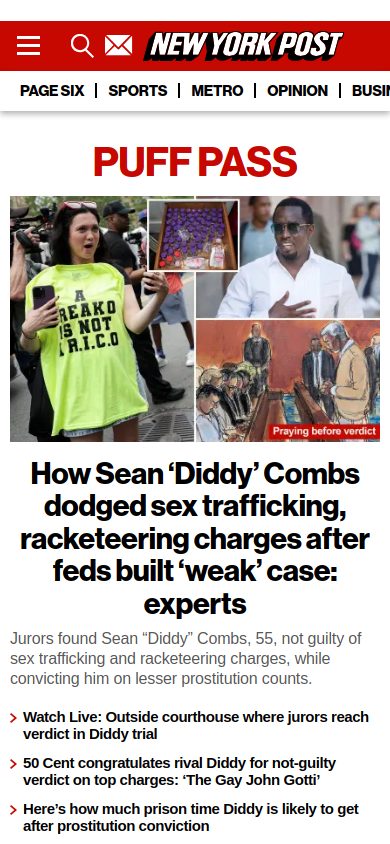 NEW YORK POST
PAGE SIX
SPORTS
METRO
OPINION
BUSIN
PUFF PASS
A
FREAKO
IS NOT
A R.I.C.O
Praying before verdict
How Sean ‘Diddy’ Combs
dodged sex trafficking,
racketeering charges after
feds built ‘weak’ case:
experts
Jurors found Sean “Diddy” Combs, 55, not guilty of
sex trafficking and racketeering charges, while
convicting him on lesser prostitution counts.
Watch Live: Outside courthouse where jurors reach
verdict in Diddy trial
50 Cent congratulates rival Diddy for not-guilty
verdict on top charges: ‘The Gay John Gotti’
Here’s how much prison time Diddy is likely to get
after prostitution conviction